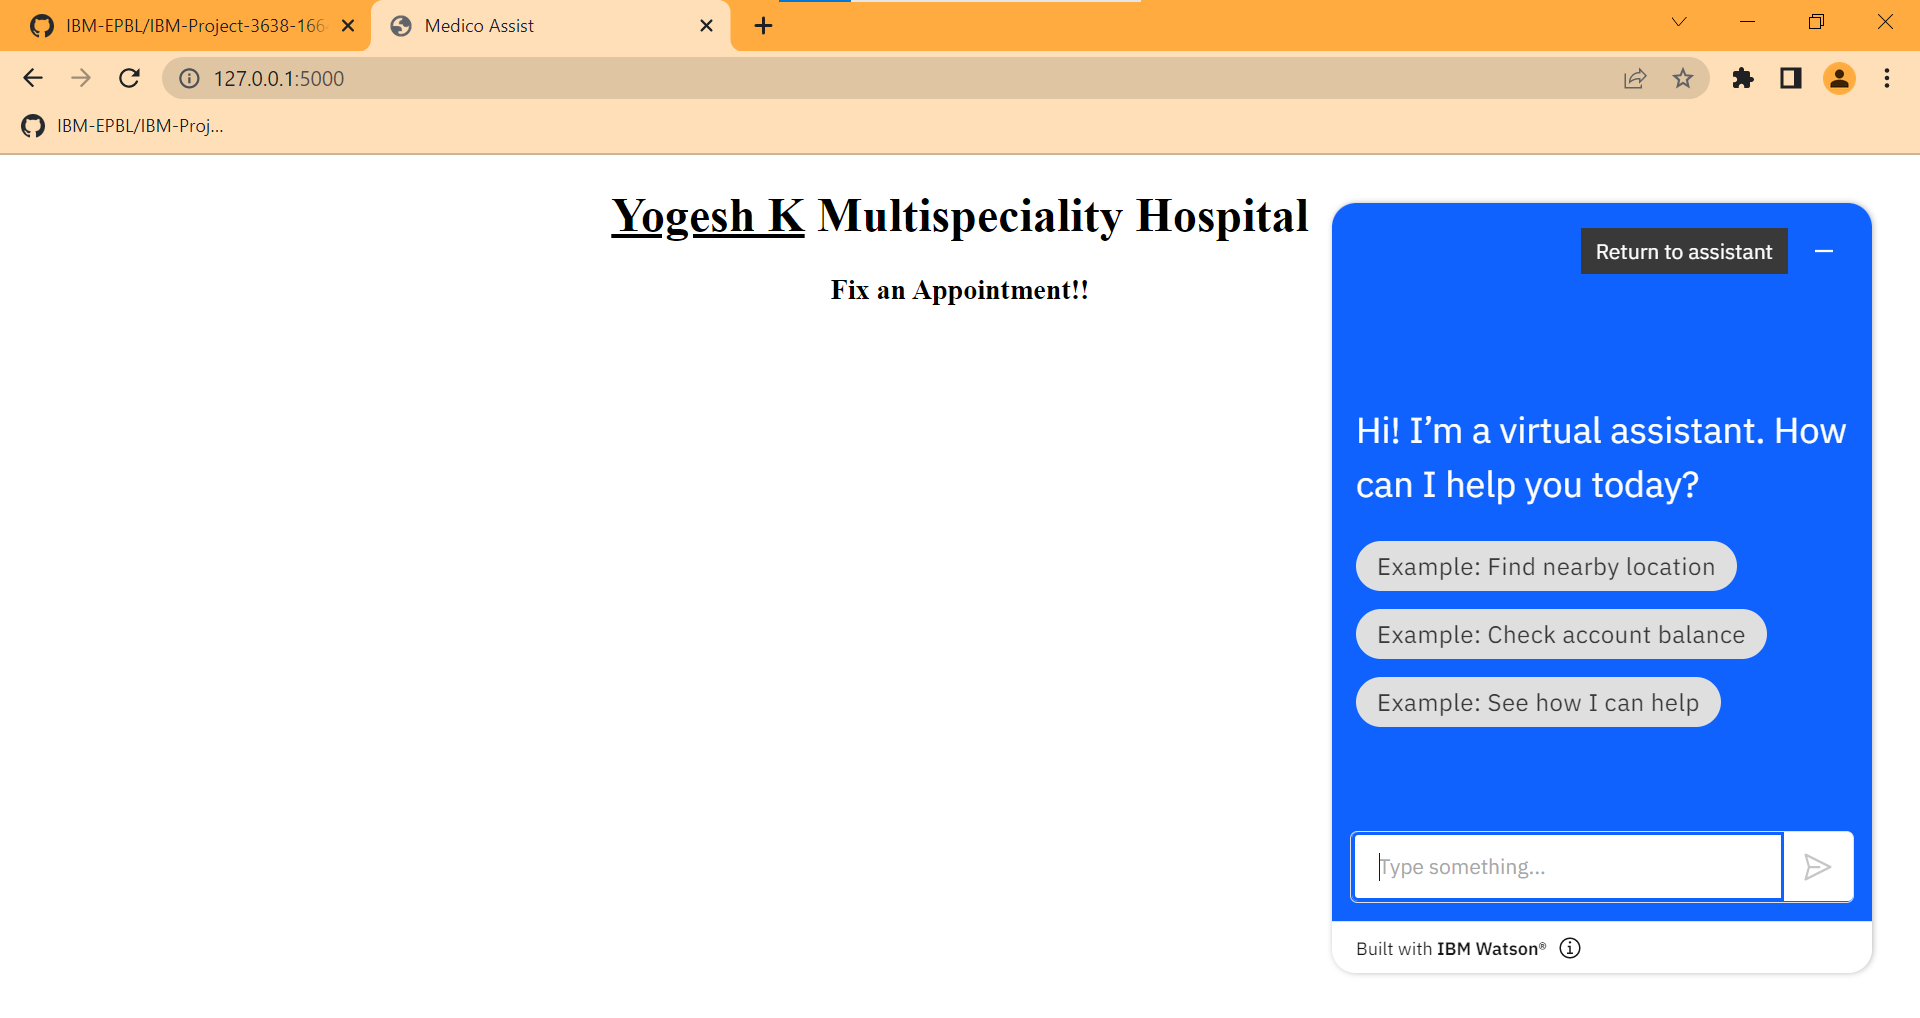 IBM-EPBL/IBM-Project-3638-166
Medico Assist
127.0.0.1:5000
IBM-EPBL/IBM-Proj...
Yogesh K Multispeciality Hospital
Fix an Appointment!!
Return to assistant
Hi! I’m a virtual assistant. How
can I help you today?
Example: Find nearby location
Example: Check account balance
Example: See how I can help
Type something...
Built with IBM Watson®